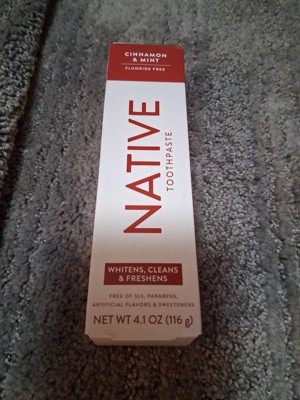 CINNAMON
& MINT
FLUORIDE FREE
NATIVE
TOOTHPASTE
WHITENS, CLEANS
& FRESHENS
FREE OF SLS, PARABENS,
ARTIFICIAL FLAVORS & SWEETENERS
NET WT 4.1 OZ (116 g)